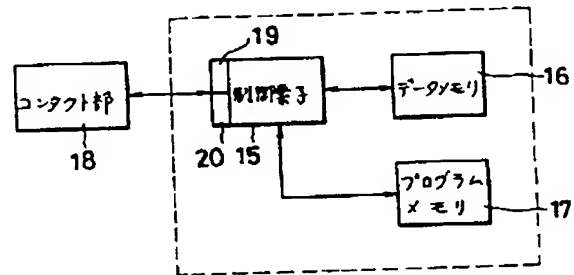 19
コンタクト部
18
制御素子
20 15
データメモリ
16
プログラム
メモリ
17